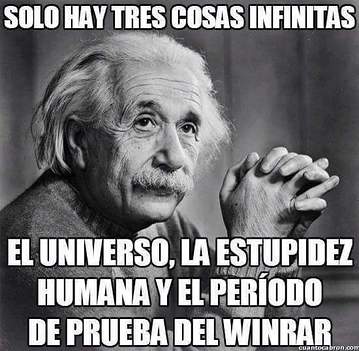 SOLO HAY TRES COSAS INFINITAS
EL UNIVERSO, LA ESTUPIDEZ
HUMANA Y EL PERÍODO
DE PRUEBA DEL WINRAR
cuantocabron.com